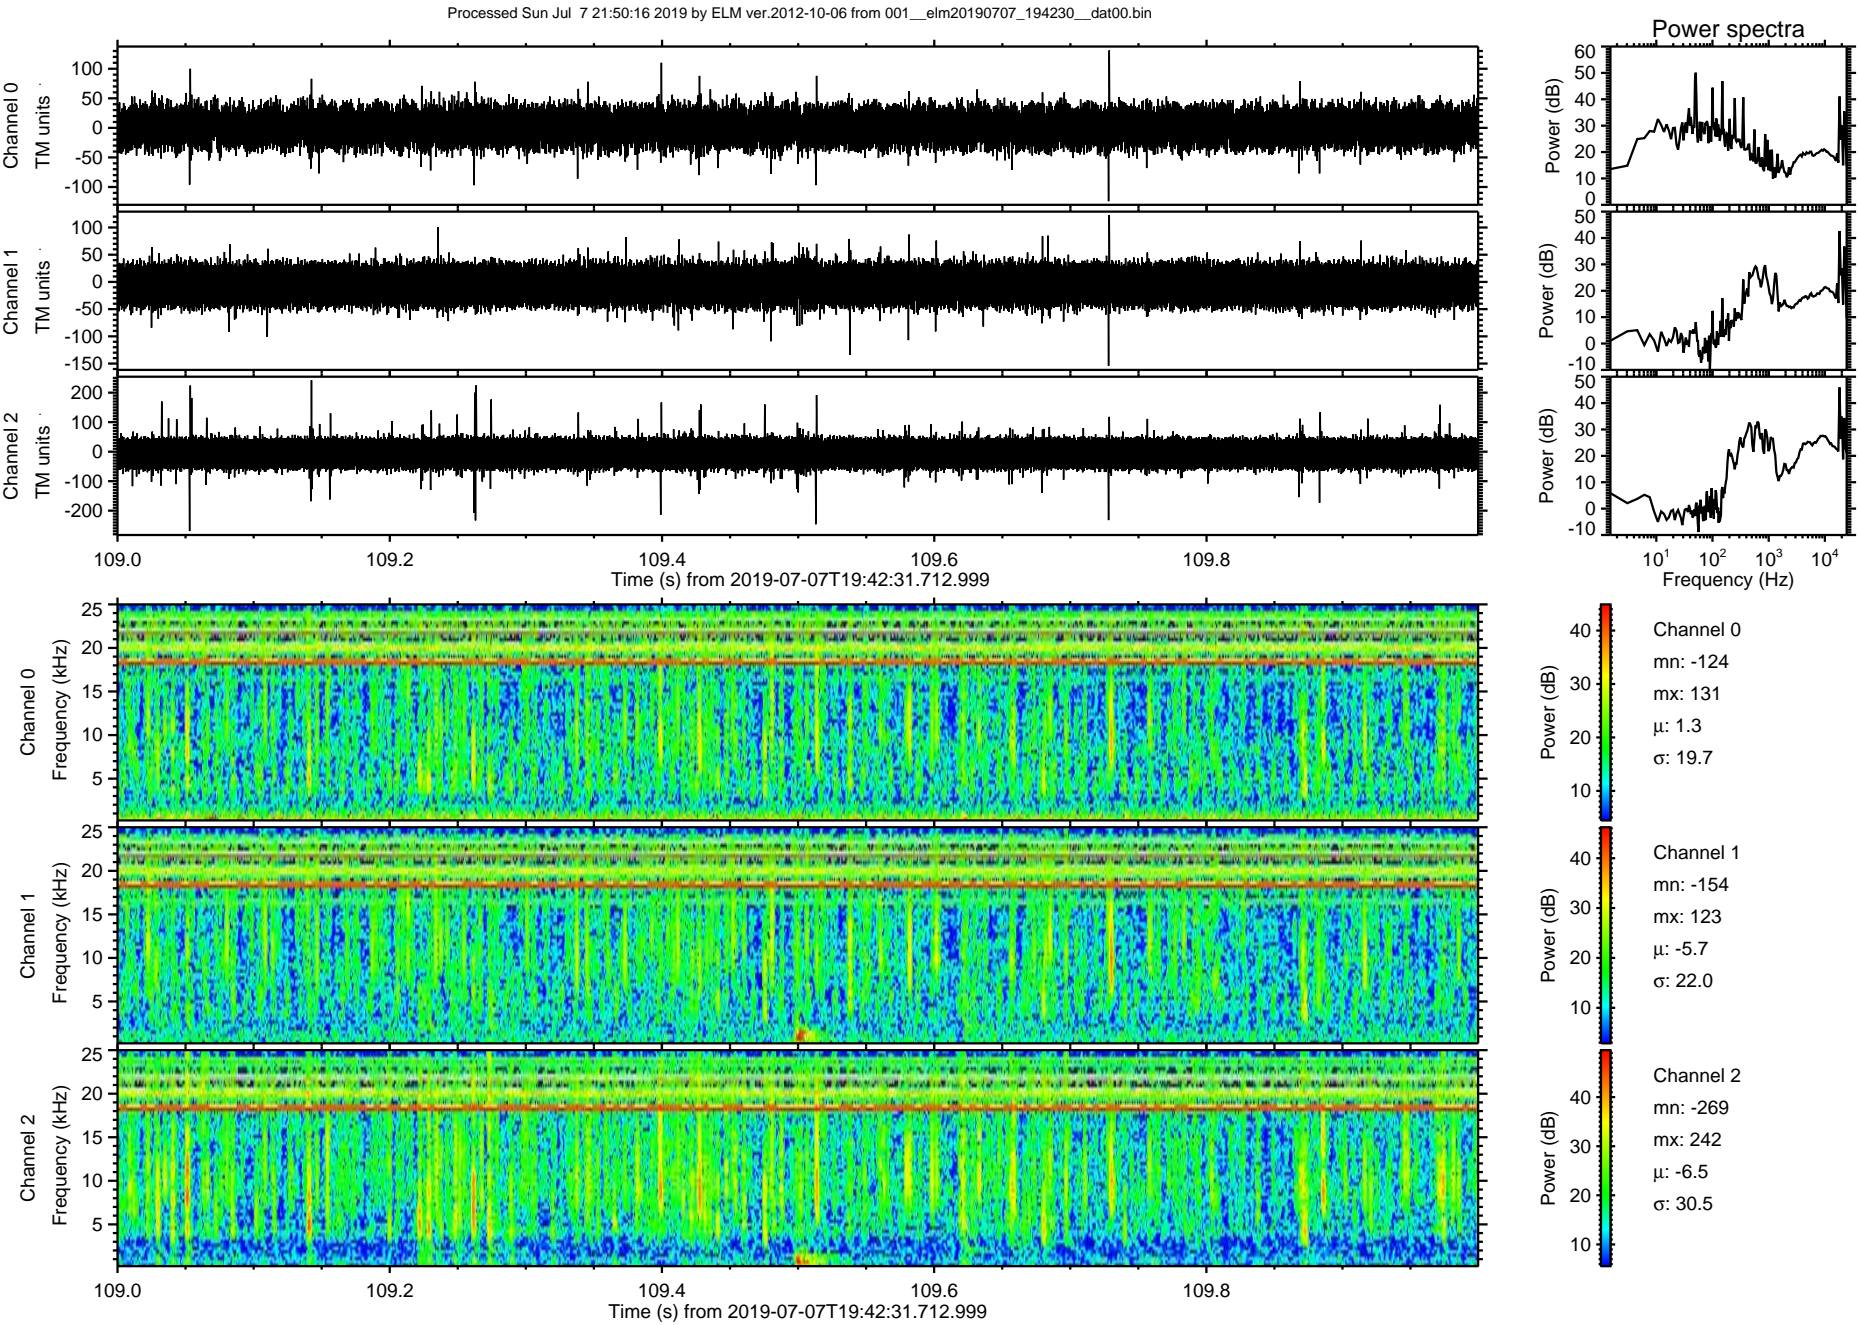 Processed Sun Jul  7 21:50:16 2019 by ELM ver.2012-10-06 from 001__elm20190707_194230__dat00.bin
Power spectra
Channel 0
TM units
100
50
0
-50
-100
Power (dB)
60
50
40
30
20
10
0
Channel 1
TM units
100
50
0
-50
-100
-150
Power (dB)
50
40
30
20
10
0
-10
Channel 2
TM units
200
100
0
-100
-200
Power (dB)
50
40
30
20
10
0
-10
109.0 109.2 109.4 109.6 109.8
Time (s) from 2019-07-07T19:42:31.712.999
10¹ 10² 10³ 10⁴
Frequency (Hz)
Channel 0
Frequency (kHz)
25
20
15
10
5
Power (dB)
40
30
20
10
Channel 0
mn: -124
mx: 131
μ: 1.3
σ: 19.7
Channel 1
Frequency (kHz)
25
20
15
10
5
Power (dB)
40
30
20
10
Channel 1
mn: -154
mx: 123
μ: -5.7
σ: 22.0
Channel 2
Frequency (kHz)
25
20
15
10
5
Power (dB)
40
30
20
10
Channel 2
mn: -269
mx: 242
μ: -6.5
σ: 30.5
109.0 109.2 109.4 109.6 109.8
Time (s) from 2019-07-07T19:42:31.712.999